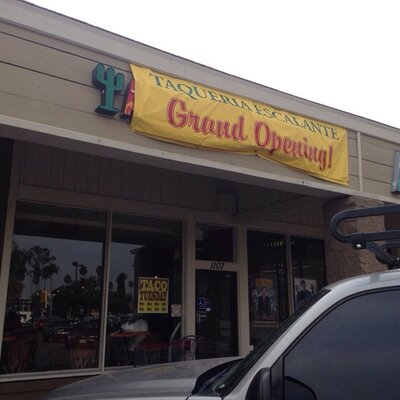 TAQUERIA ESCALANTE
Grand Opening!
1107
TACO
TUESDAY